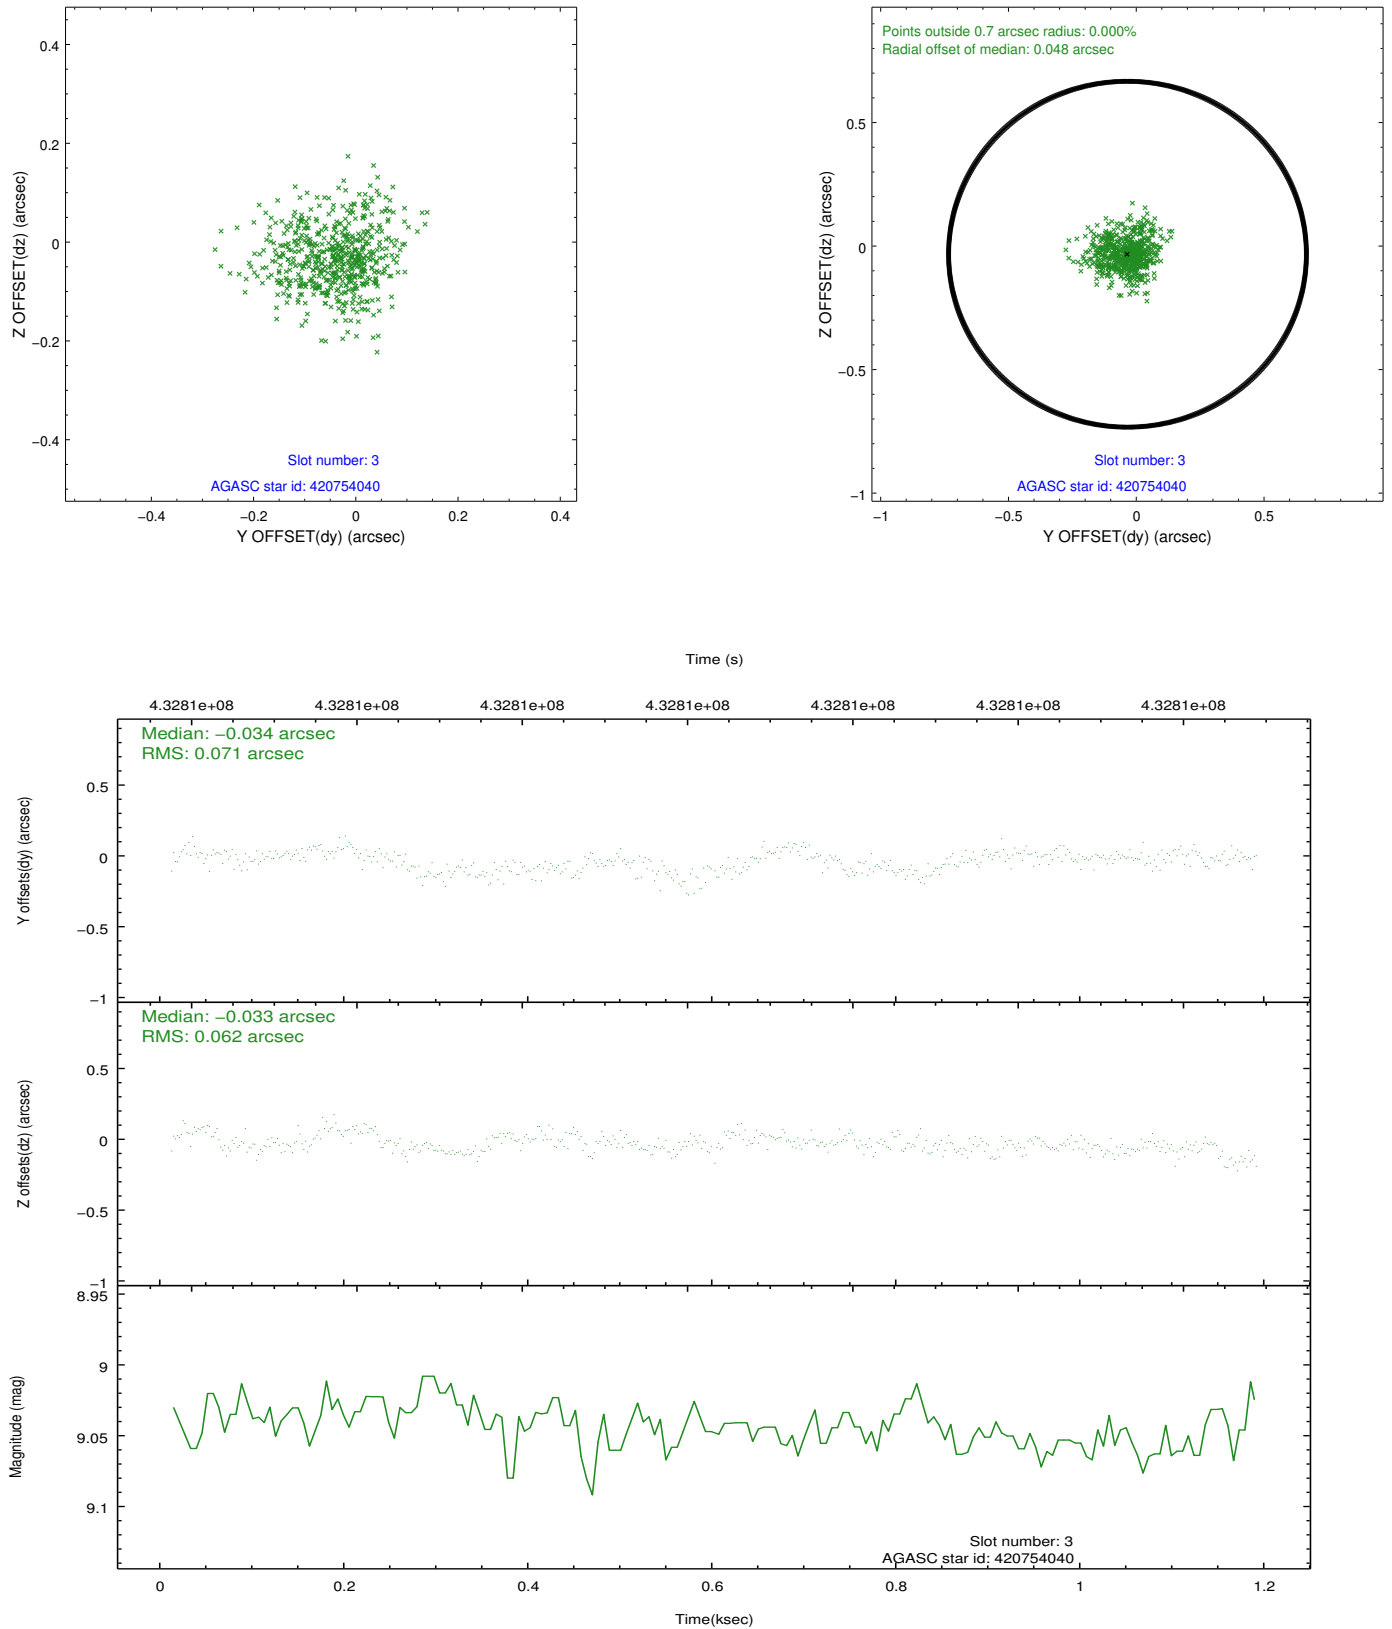 0.4
0.2
0
−0.2
−0.4
Z OFFSET(dz) (arcsec)
Slot number: 3
AGASC star id: 420754040
−0.4 −0.2 0 0.2 0.4
Y OFFSET(dy) (arcsec)
Points outside 0.7 arcsec radius: 0.000%
Radial offset of median: 0.048 arcsec
0.5
0
−0.5
−1
Z OFFSET(dz) (arcsec)
Slot number: 3
AGASC star id: 420754040
−1 −0.5 0 0.5
Y OFFSET(dy) (arcsec)
Time (s)
4.3281e+08 4.3281e+08 4.3281e+08 4.3281e+08 4.3281e+08 4.3281e+08 4.3281e+08
Median: −0.034 arcsec
RMS: 0.071 arcsec
0.5
0
−0.5
−1
Y offsets(dy) (arcsec)
Median: −0.033 arcsec
RMS: 0.062 arcsec
0.5
0
−0.5
−1
Z offsets(dz) (arcsec)
8.95
9
9.05
9.1
Magnitude (mag)
Slot number: 3
AGASC star id: 420754040
0 0.2 0.4 0.6 0.8 1 1.2
Time(ksec)